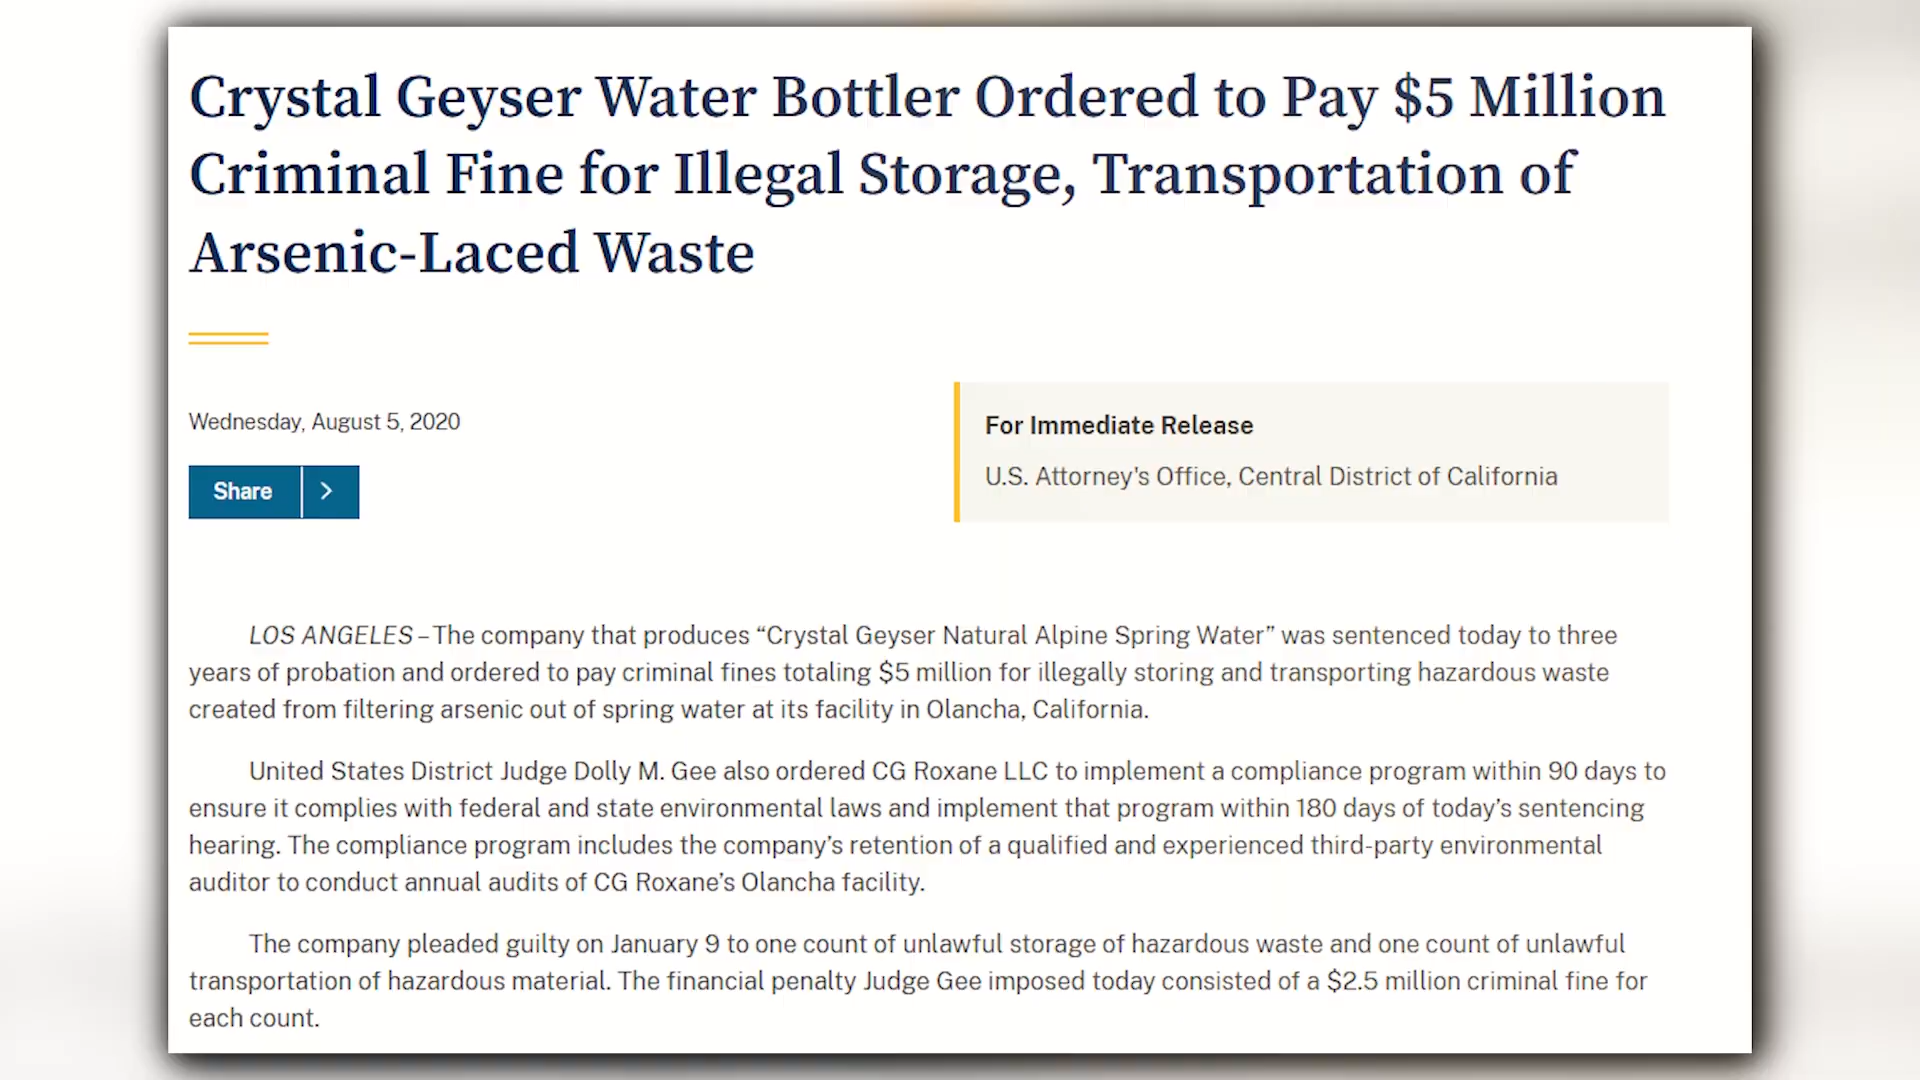 Crystal Geyser Water Bottler Ordered to Pay $5 Million
Criminal Fine for Illegal Storage, Transportation of
Arsenic-Laced Waste
Wednesday, August 5, 2020
Share
For Immediate Release
U.S. Attorney's Office, Central District of California
LOS ANGELES – The company that produces “Crystal Geyser Natural Alpine Spring Water” was sentenced today to three
years of probation and ordered to pay criminal fines totaling $5 million for illegally storing and transporting hazardous waste
created from filtering arsenic out of spring water at its facility in Olancha, California.
United States District Judge Dolly M. Gee also ordered CG Roxane LLC to implement a compliance program within 90 days to
ensure it complies with federal and state environmental laws and implement that program within 180 days of today’s sentencing
hearing. The compliance program includes the company’s retention of a qualified and experienced third-party environmental
auditor to conduct annual audits of CG Roxane’s Olancha facility.
The company pleaded guilty on January 9 to one count of unlawful storage of hazardous waste and one count of unlawful
transportation of hazardous material. The financial penalty Judge Gee imposed today consisted of a $2.5 million criminal fine for
each count.